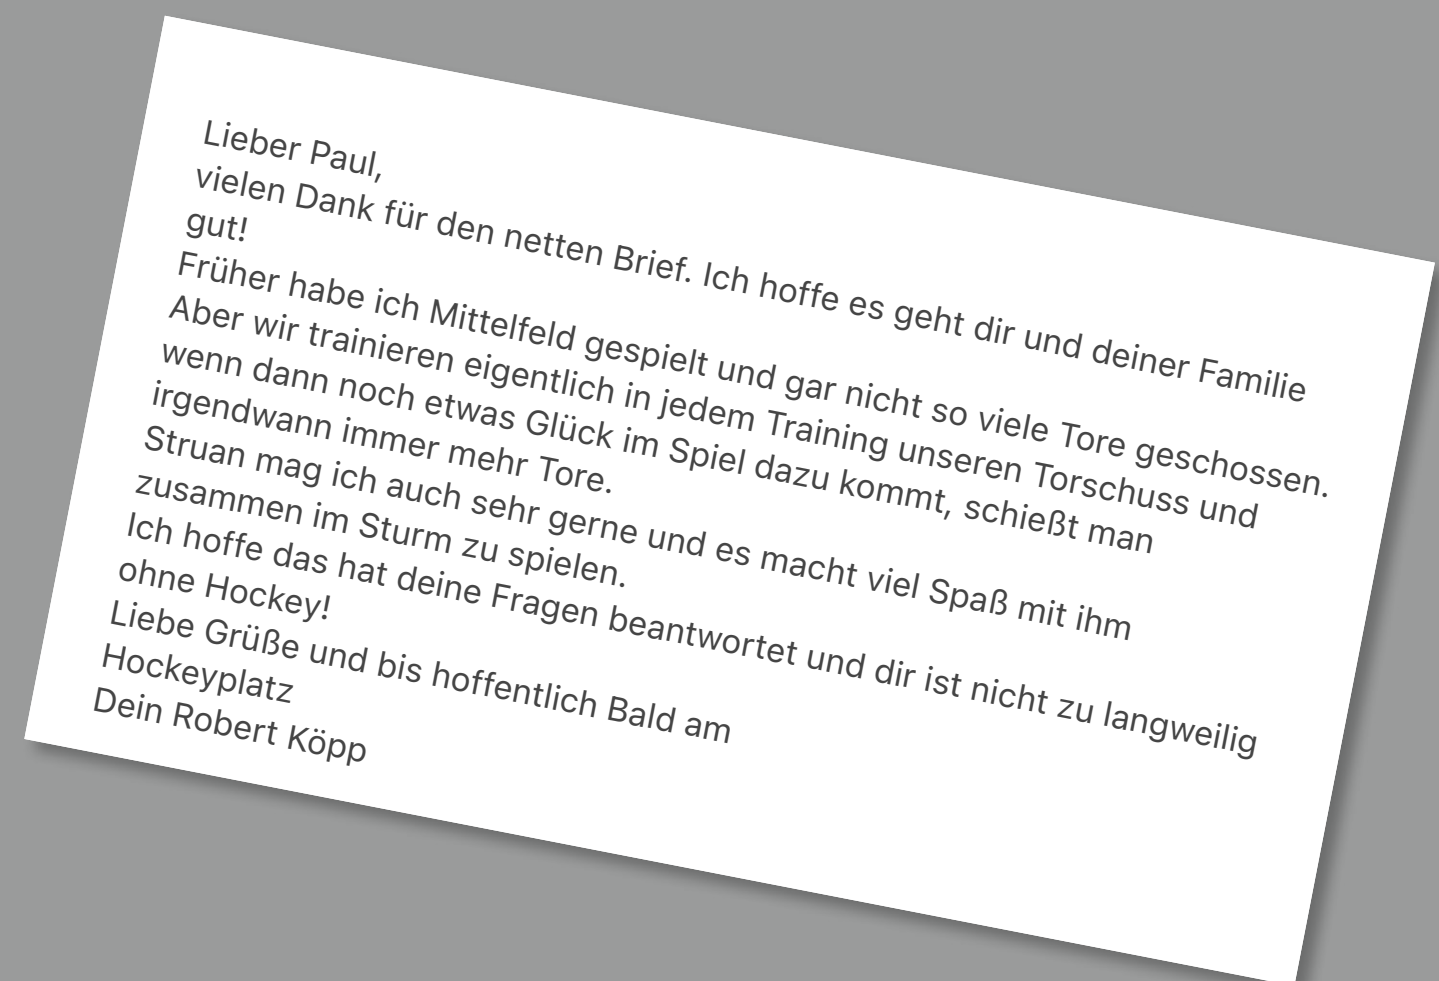 Lieber Paul,
vielen Dank für den netten Brief. Ich hoffe es geht dir und deiner Familie
gut!
Früher habe ich Mittelfeld gespielt und gar nicht so viele Tore geschossen.
Aber wir trainieren eigentlich in jedem Training unseren Torschuss und
wenn dann noch etwas Glück im Spiel dazu kommt, schießt man
irgendwann immer mehr Tore.
Struan mag ich auch sehr gerne und es macht viel Spaß mit ihm
zusammen im Sturm zu spielen.
Ich hoffe das hat deine Fragen beantwortet und dir ist nicht zu langweilig
ohne Hockey!
Liebe Grüße und bis hoffentlich Bald am
Hockeyplatz
Dein Robert Köpp